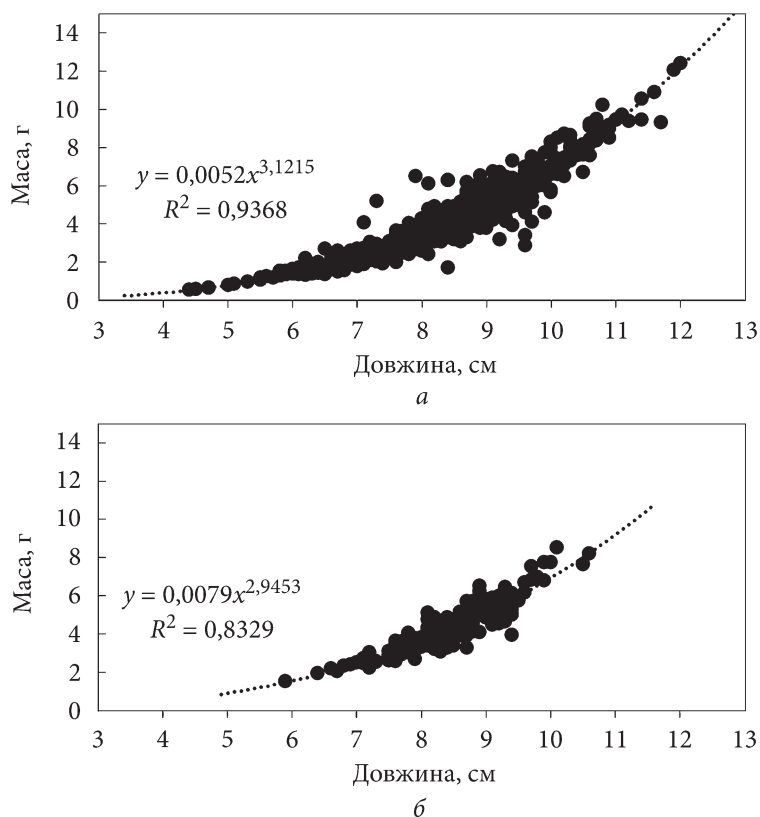 14
12
10
8
6
4
2
0
Маса, г
y = 0,0052x^3,1215
R² = 0,9368
3 4 5 6 7 8 9 10 11 12 13
Довжина, см
а
14
12
10
8
6
4
2
0
Маса, г
y = 0,0079x^2,9453
R² = 0,8329
3 4 5 6 7 8 9 10 11 12 13
Довжина, см
б